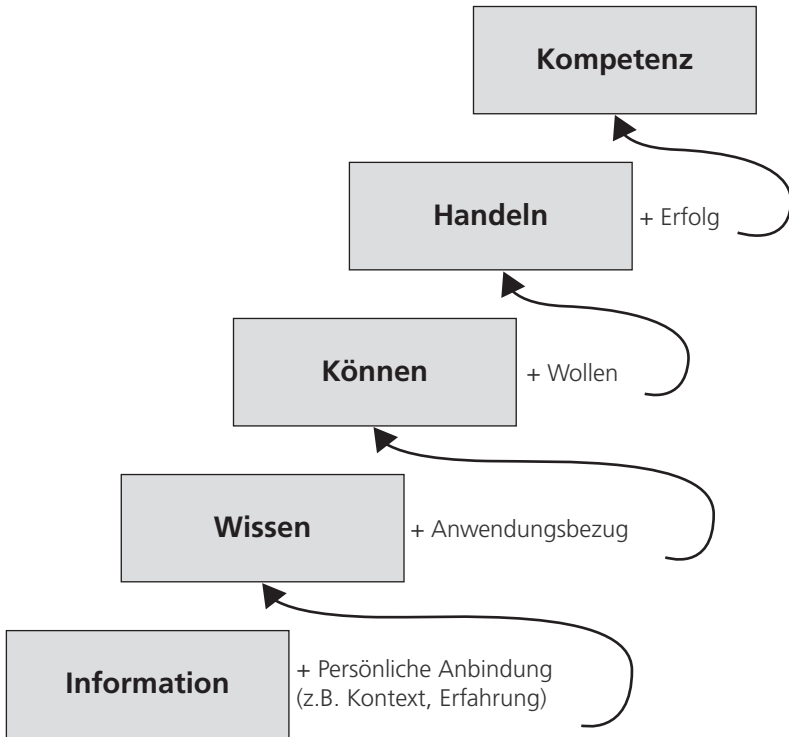 Kompetenz
Handeln
+ Erfolg
Können
+ Wollen
Wissen
+ Anwendungsbezug
Information
+ Persönliche Anbindung
(z.B. Kontext, Erfahrung)